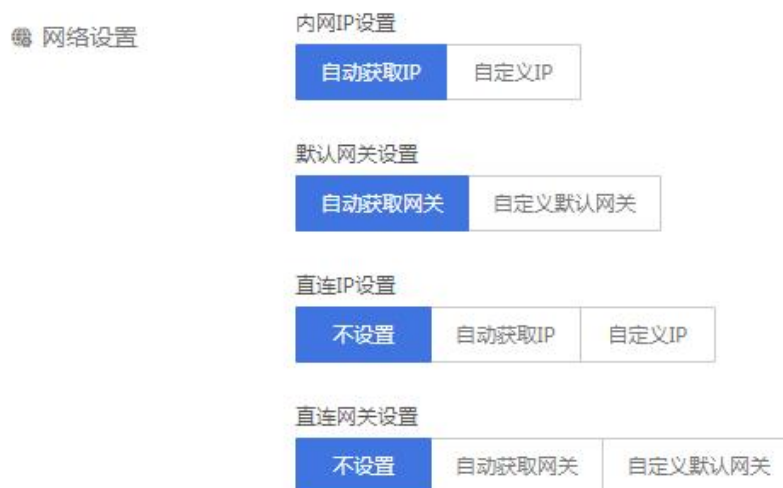 网络设置
内网IP设置
自动获取IP 自定义IP
默认网关设置
自动获取网关 自定义默认网关
直连IP设置
不设置 自动获取IP 自定义IP
直连网关设置
不设置 自动获取网关 自定义默认网关